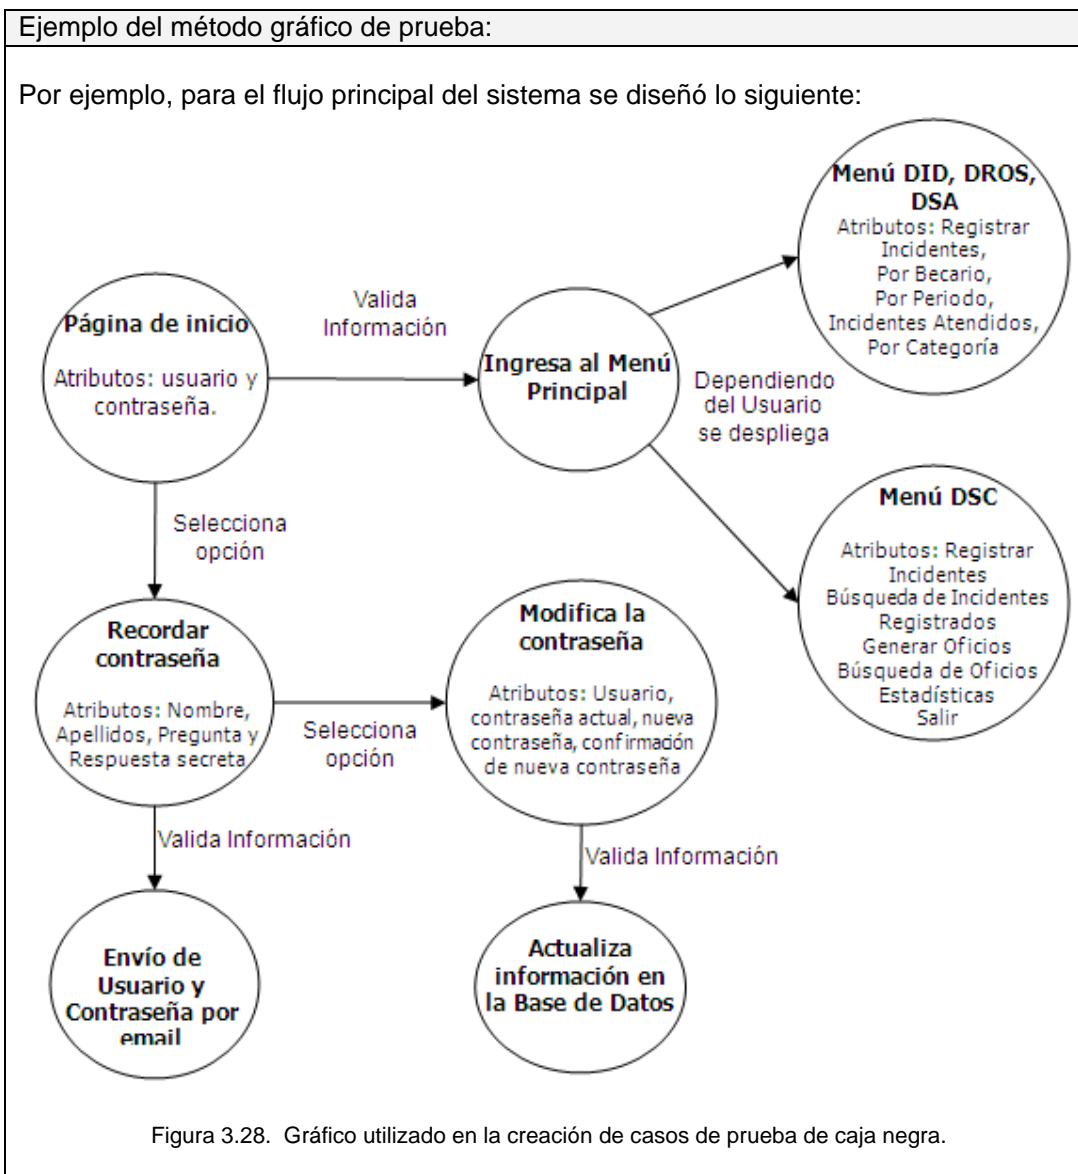 Ejemplo del método gráfico de prueba:
Por ejemplo, para el flujo principal del sistema se diseñó lo siguiente:
Menú DID, DROS,
DSA
Atributos: Registrar
Incidentes,
Por Becario,
Por Periodo,
Incidentes Atendidos,
Por Categoría
Valida
Información
Página de inicio
Atributos: usuario y
contraseña.
Ingresa al Menú
Principal
Dependiendo
del Usuario
se despliega
Menú DSC
Atributos: Registrar
Incidentes
Búsqueda de Incidentes
Registrados
Generar Oficios
Búsqueda de Oficios
Estadísticas
Salir
Selecciona
opción
Recordar
contraseña
Atributos: Nombre,
Apellidos, Pregunta y
Respuesta secreta
Selecciona
opción
Modifica la
contraseña
Atributos: Usuario,
contraseña actual, nueva
contraseña, confirmación
de nueva contraseña
Valida Información
Valida Información
Envío de
Usuario y
Contraseña por
email
Actualiza
información en
la Base de Datos
Figura 3.28. Gráfico utilizado en la creación de casos de prueba de caja negra.